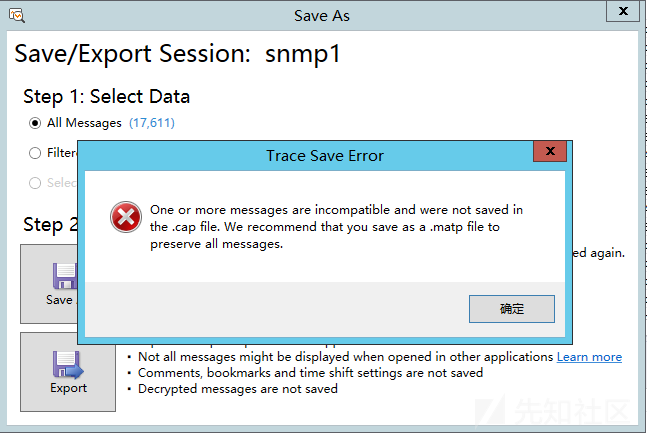 Save As
x
Save/Export Session: snmp1
Step 1: Select Data
All Messages (17,611)
Filter
Selec
Trace Save Error
x
One or more messages are incompatible and were not saved in
the .cap file. We recommend that you save as a .matp file to
preserve all messages.
确定
Step 2
ed again.
Save
Export
• Not all messages might be displayed when opened in other applications Learn more
• Comments, bookmarks and time shift settings are not saved
• Decrypted messages are not saved
先知社区